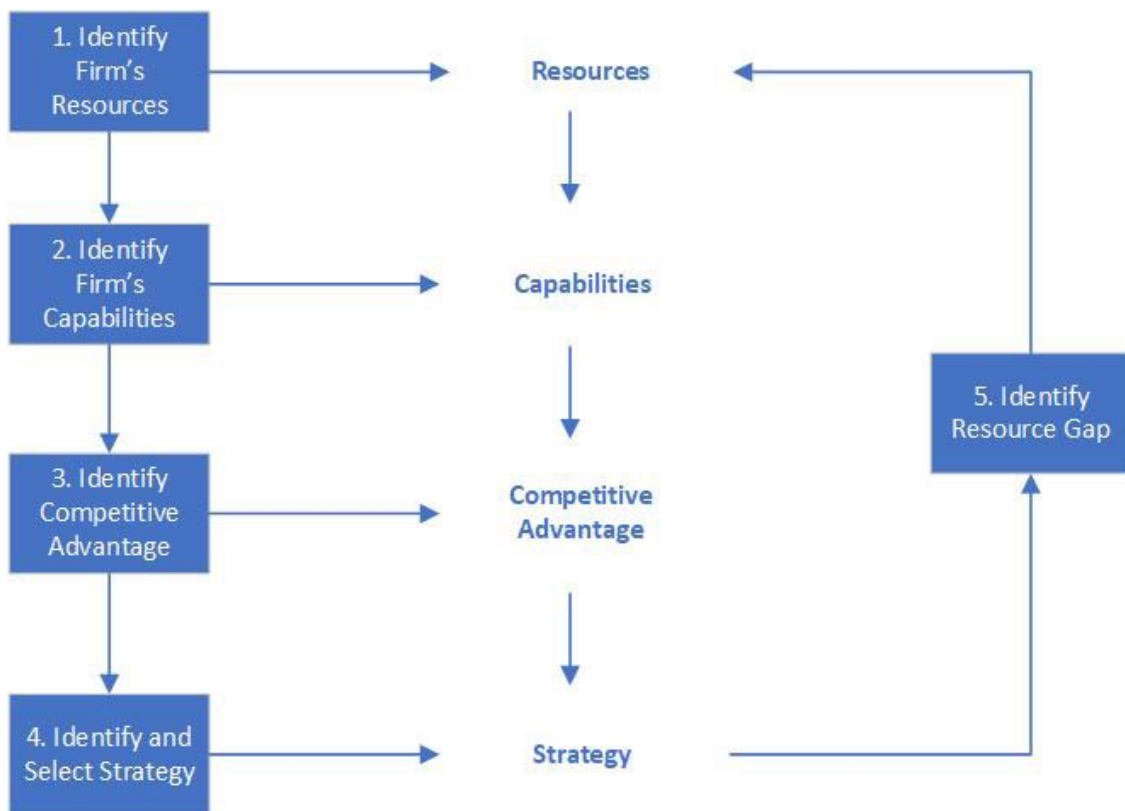 1. Identify
Firm's
Resources
Resources
2. Identify
Firm's
Capabilities
Capabilities
5. Identify
Resource Gap
3. Identify
Competitive
Advantage
Competitive
Advantage
4. Identify and
Select Strategy
Strategy